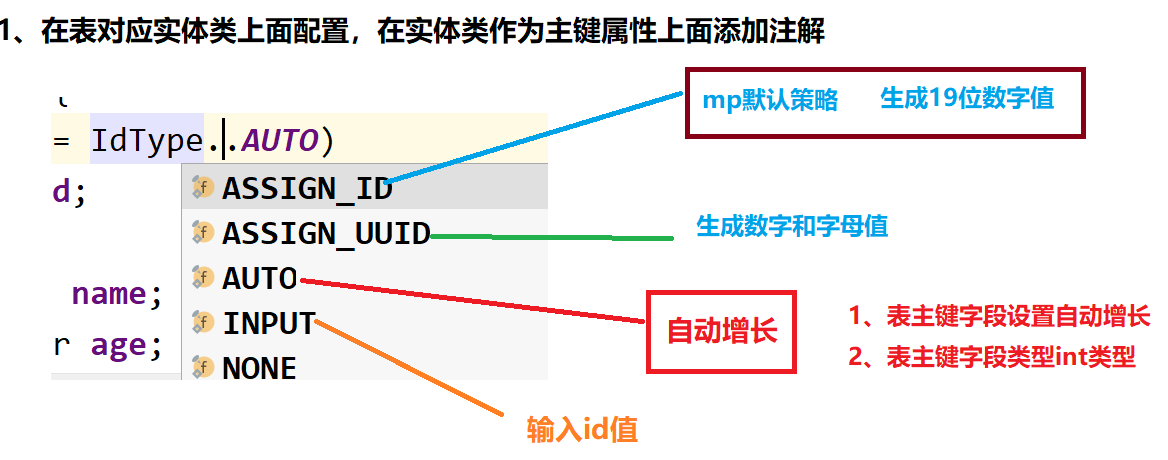 1、在表对应实体类上面配置，在实体类作为主键属性上面添加注解
mp默认策略 生成19位数字值
= IdType..AUTO)
d;
f ASSIGN_ID
f ASSIGN_UUID
生成数字和字母值
f AUTO
name;
自动增长
1、表主键字段设置自动增长
f INPUT
r age;
2、表主键字段类型int类型
f NONE
输入id值